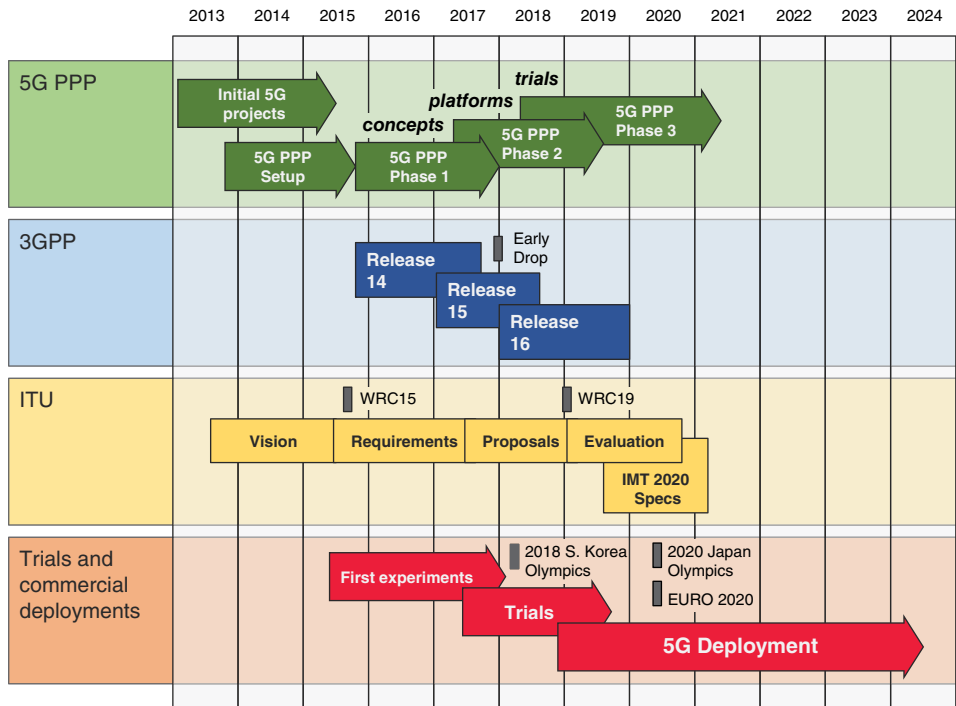 2013 2014 2015 2016 2017 2018 2019 2020 2021 2022 2023 2024
5G PPP
Initial 5G
projects
5G PPP
Setup
concepts
5G PPP
Phase 1
platforms
5G PPP
Phase 2
trials
5G PPP
Phase 3
3GPP
Release
14
Release
15
Release
16
Early
Drop
ITU
WRC15
WRC19
Vision
Requirements
Proposals
Evaluation
IMT 2020
Specs
Trials and
commercial
deployments
First experiments
2018 S. Korea
Olympics
2020 Japan
Olympics
EURO 2020
Trials
5G Deployment